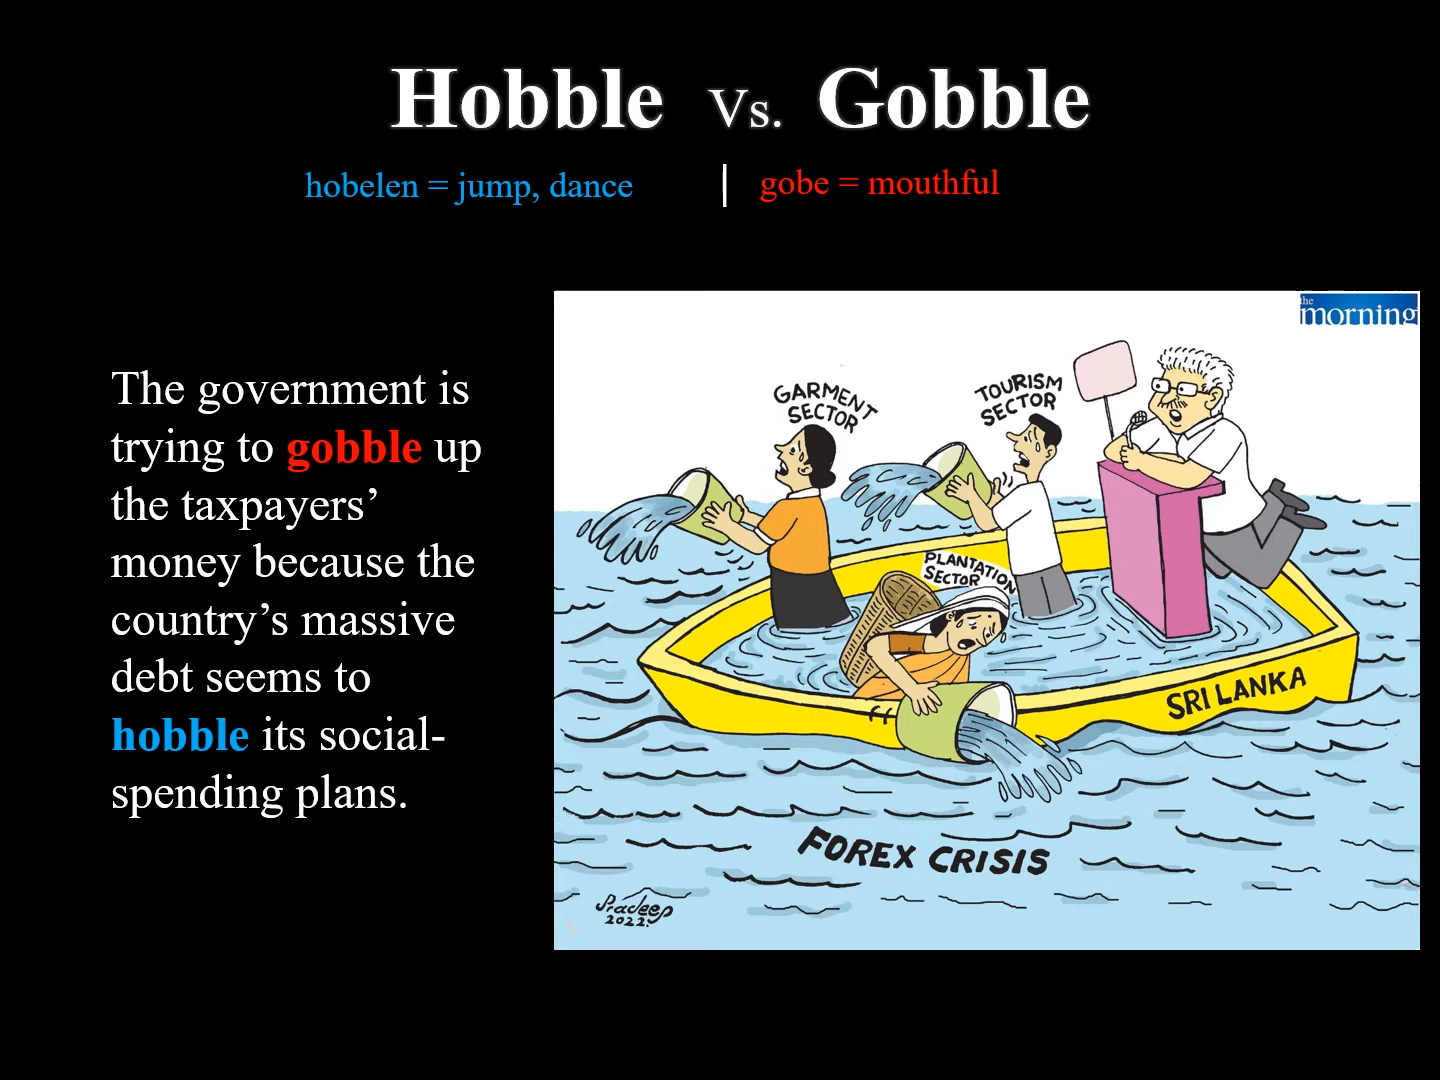 Hobble Vs. Gobble
hobelen = jump, dance | gobe = mouthful
The government is
trying to gobble up
the taxpayers’
money because the
country’s massive
debt seems to
hobble its social-
spending plans.
the
morning
GARMENT
SECTOR
TOURISM
SECTOR
PLANTATION
SECTOR
SRI LANKA
FOREX CRISIS
Pradeep
2022.